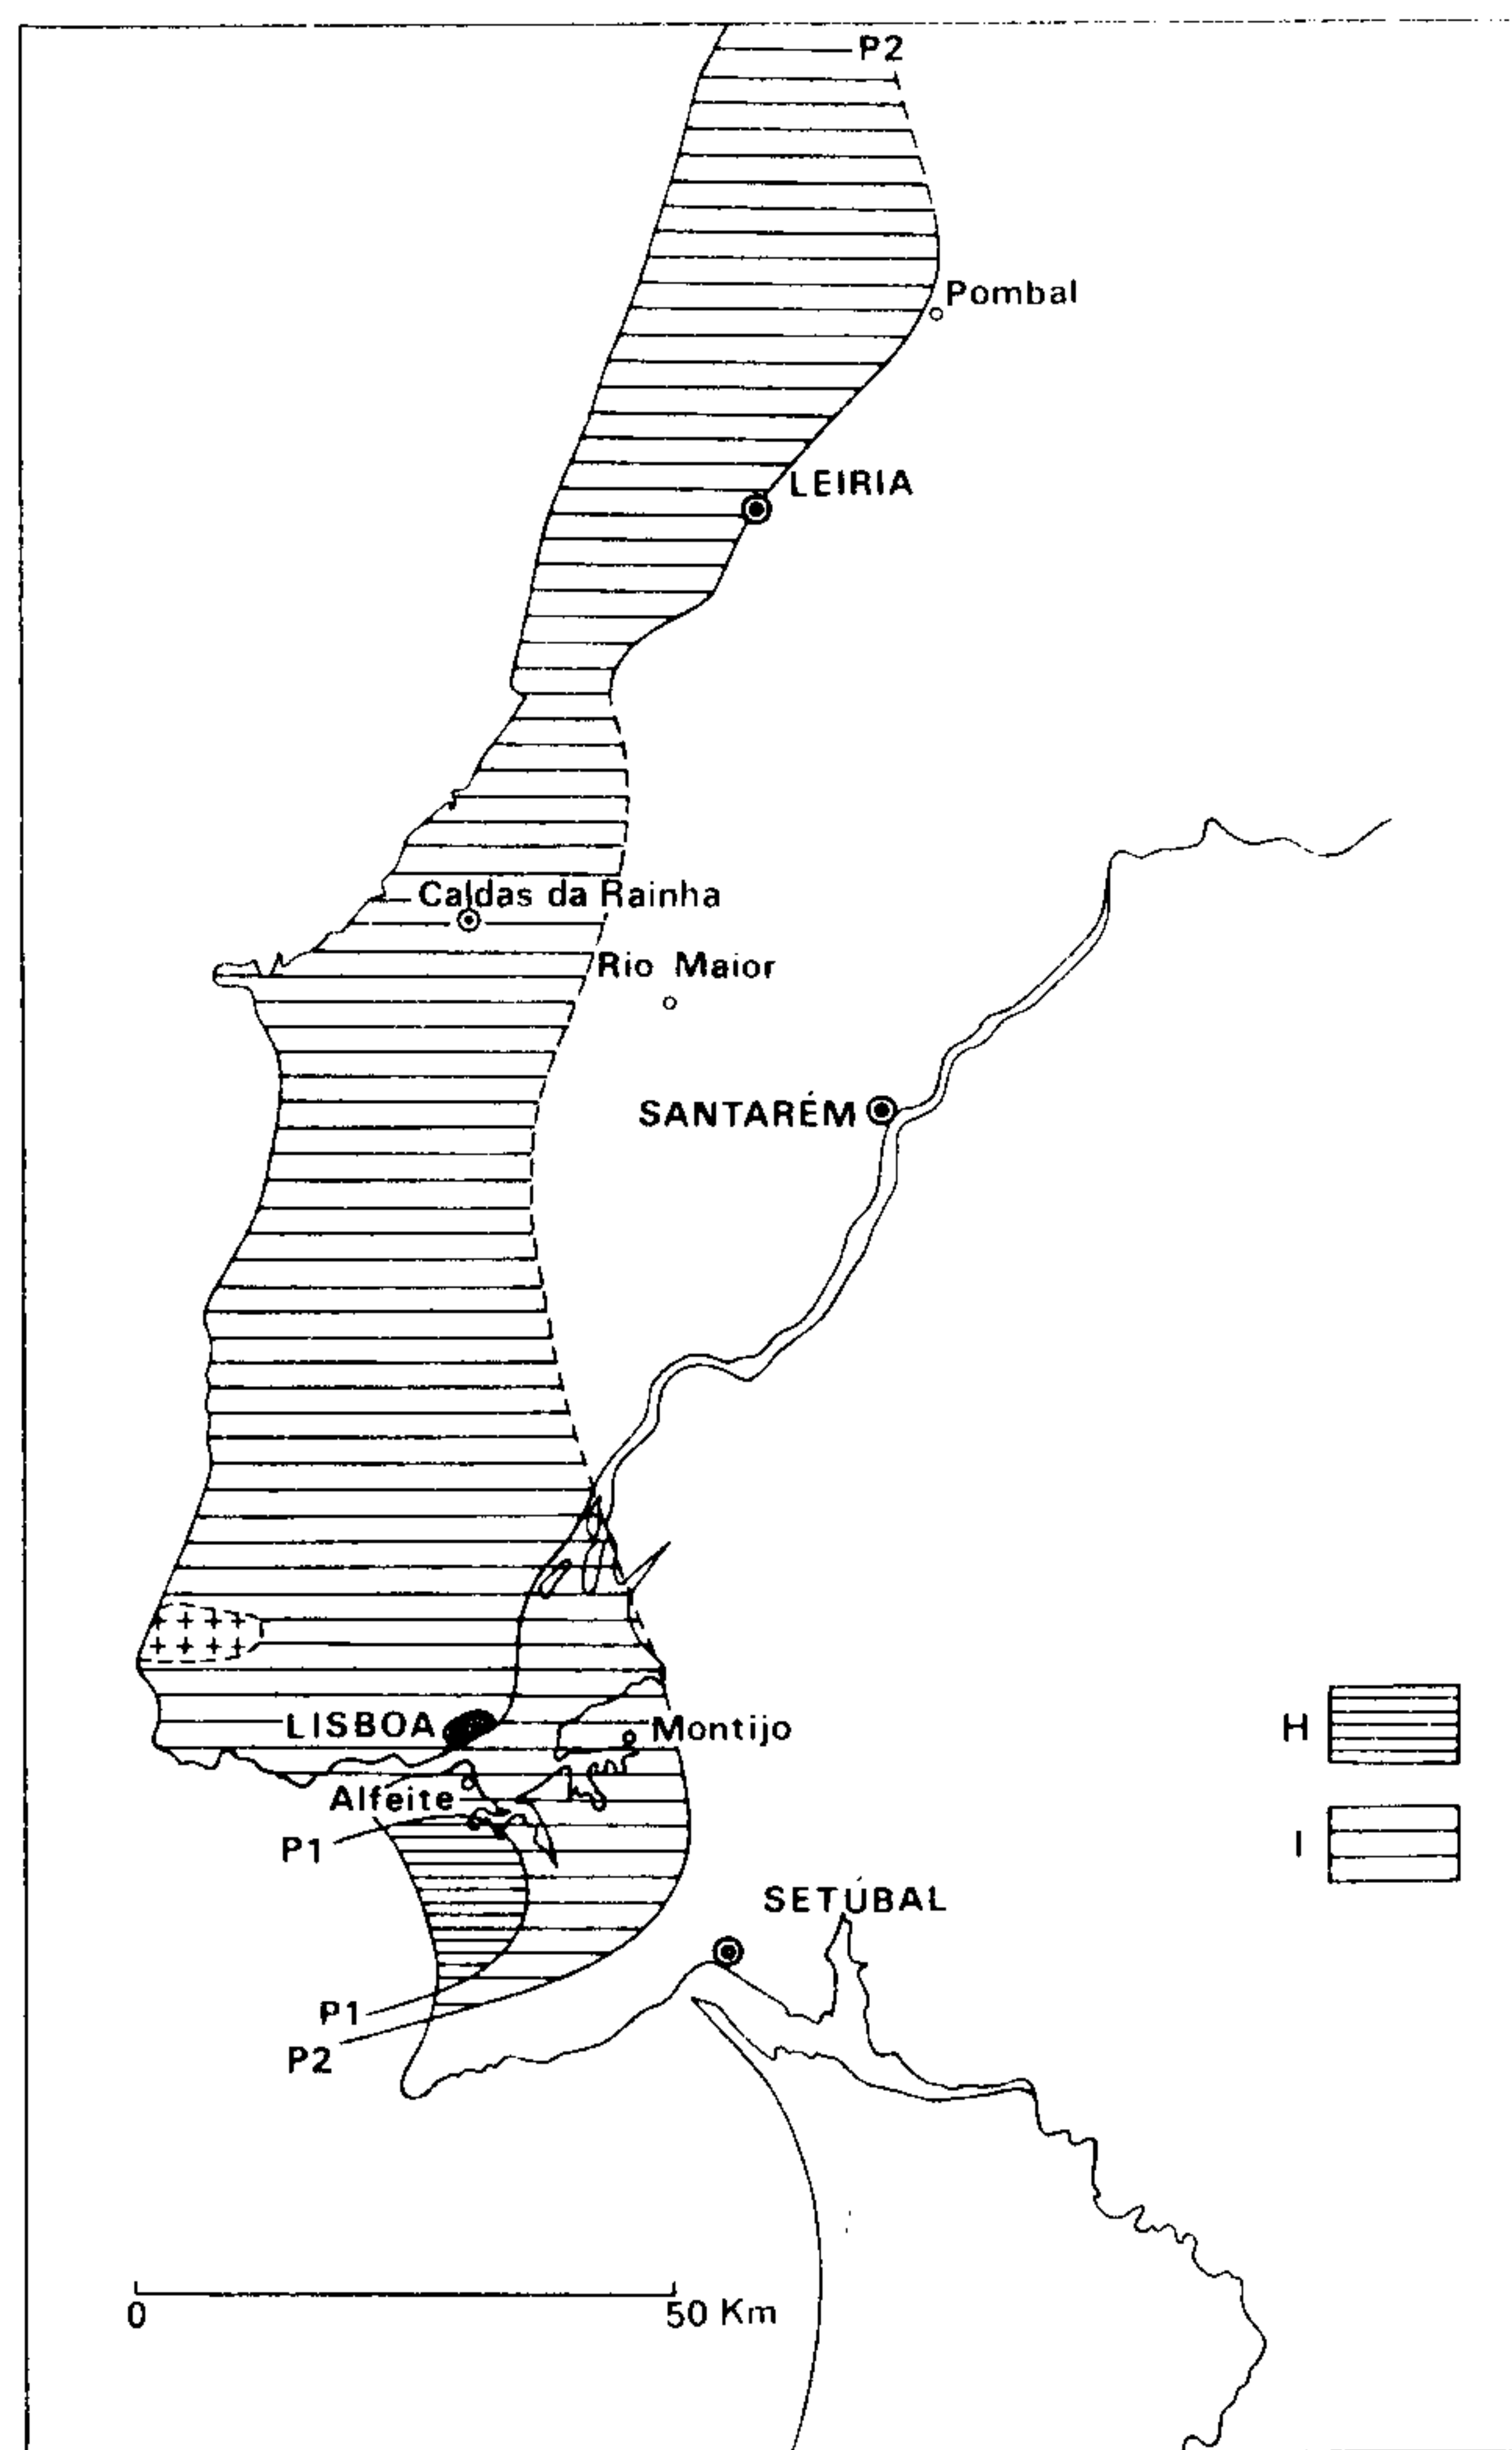 P2
Pombal
LEIRIA
Caldas da Rainha
Rio Maior
SANTARÉM
LISBOA
Montijo
H
Alfeite
P1
I
SETÚBAL
P1
P2
0
50 Km